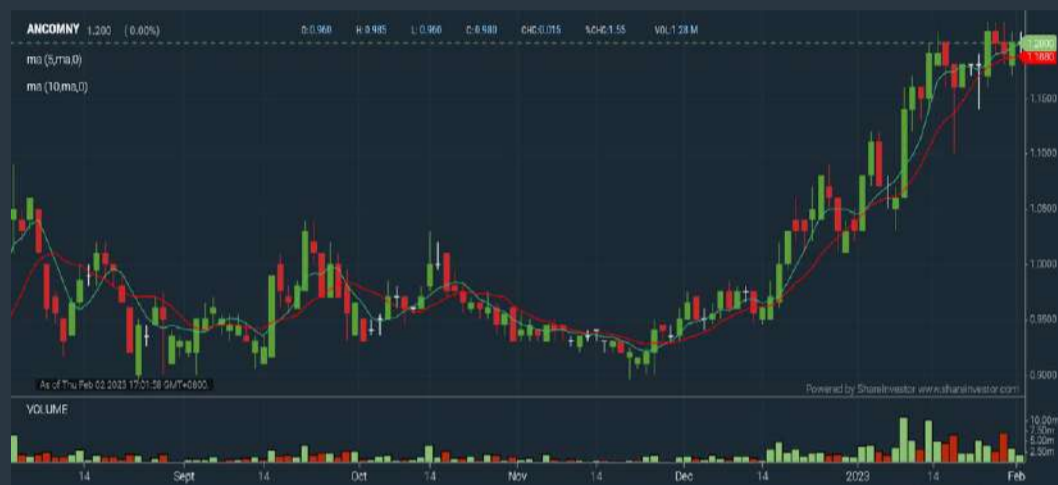 ANCOMNY 1.200 (0.00%) O:0.960 H:0.985 L:0.960 C:0.980 CHG:0.015 %CHG:1.55 VOL:1.28 M
ma (5,ma,0)
ma (10,ma,0)
1.2000
1.1880
1.1500
1.1000
1.0500
1.0000
0.9500
0.9000
As of Thu Feb 02 2023 17:01:58 GMT+0800.
Powered by ShareInvestor www.shareinvestor.com
VOLUME
10.00m
7.50m
5.00m
2.50m
14 Sept 14 Oct 14 Nov 14 Dec 14 2023 14 Feb